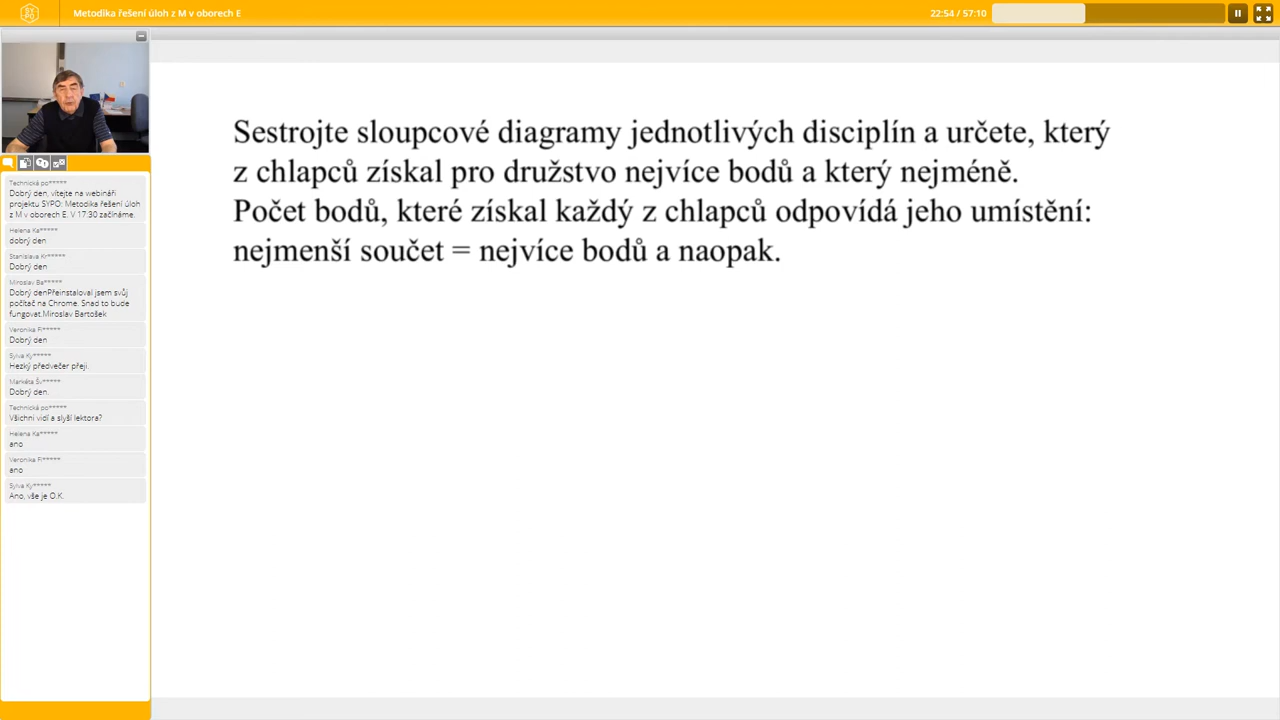 SYPO
Metodika řešení úloh z M v oborech E
22:54 / 57:10
Sestrojte sloupcové diagramy jednotlivých disciplín a určete, který
z chlapců získal pro družstvo nejvíce bodů a který nejméně.
Počet bodů, které získal každý z chlapců odpovídá jeho umístění:
nejmenší součet = nejvíce bodů a naopak.
Technická po*****
Dobrý den, vítejte na webináři
projektu SYPO: Metodika řešení úloh
z M v oborech E. V 17:30 začínáme.
Helena Ka*****
dobrý den
Stanislava Kr*****
Dobrý den
Miroslav Ba*****
Dobrý denPřeinstaloval jsem svůj
počítač na Chrome. Snad to bude
fungovat.Miroslav Bartošek
Veronika Fi*****
Dobrý den
Sylva Ky*****
Hezký předvečer přeji.
Markéta Šv*****
Dobrý den.
Technická po*****
Všichni vidí a slyší lektora?
Helena Ka*****
ano
Veronika Fi*****
ano
Sylva Ky*****
Ano, vše je O.K.